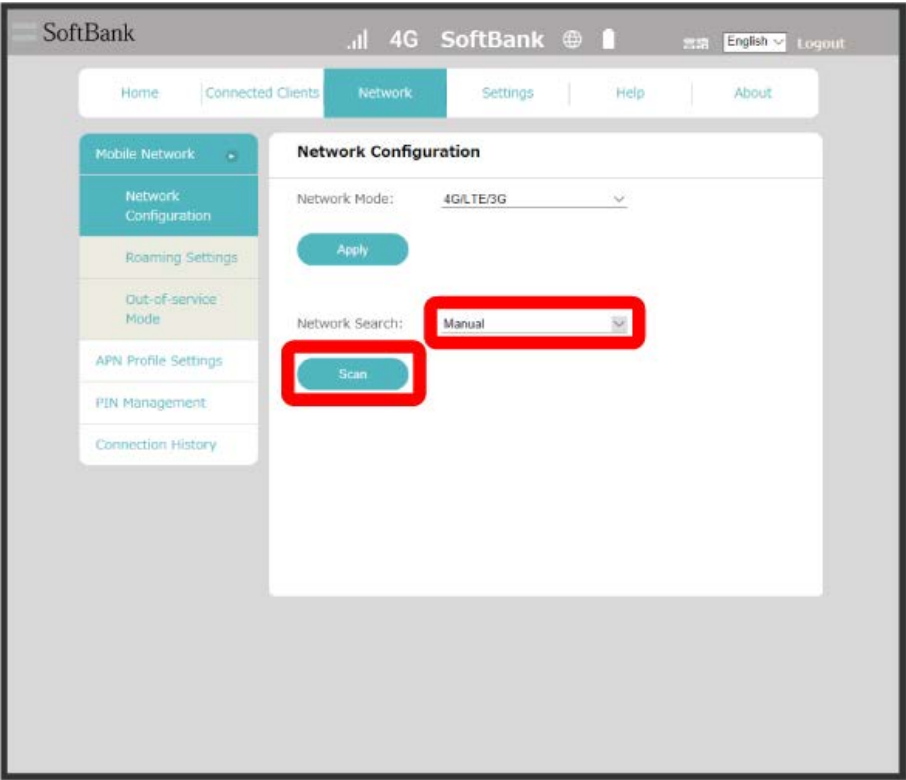 SoftBank
4G SoftBank
言語 English Logout
Home Connected Clients Network Settings Help About
Mobile Network
Network
Configuration
Roaming Settings
Out-of-service
Mode
APN Profile Settings
PIN Management
Connection History
Network Configuration
Network Mode: 4G/LTE/3G
Apply
Network Search: Manual
Scan